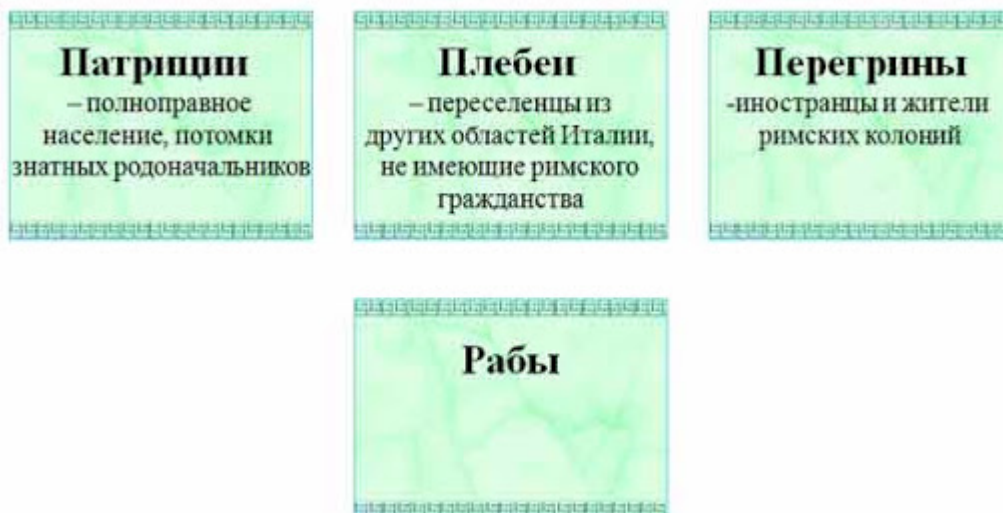 Патриции
– полноправное
население, потомки
знатных родоначальников
Плебеи
– переселенцы из
других областей Италии,
не имеющие римского
гражданства
Перегрины
-иностранцы и жители
римских колоний
Рабы